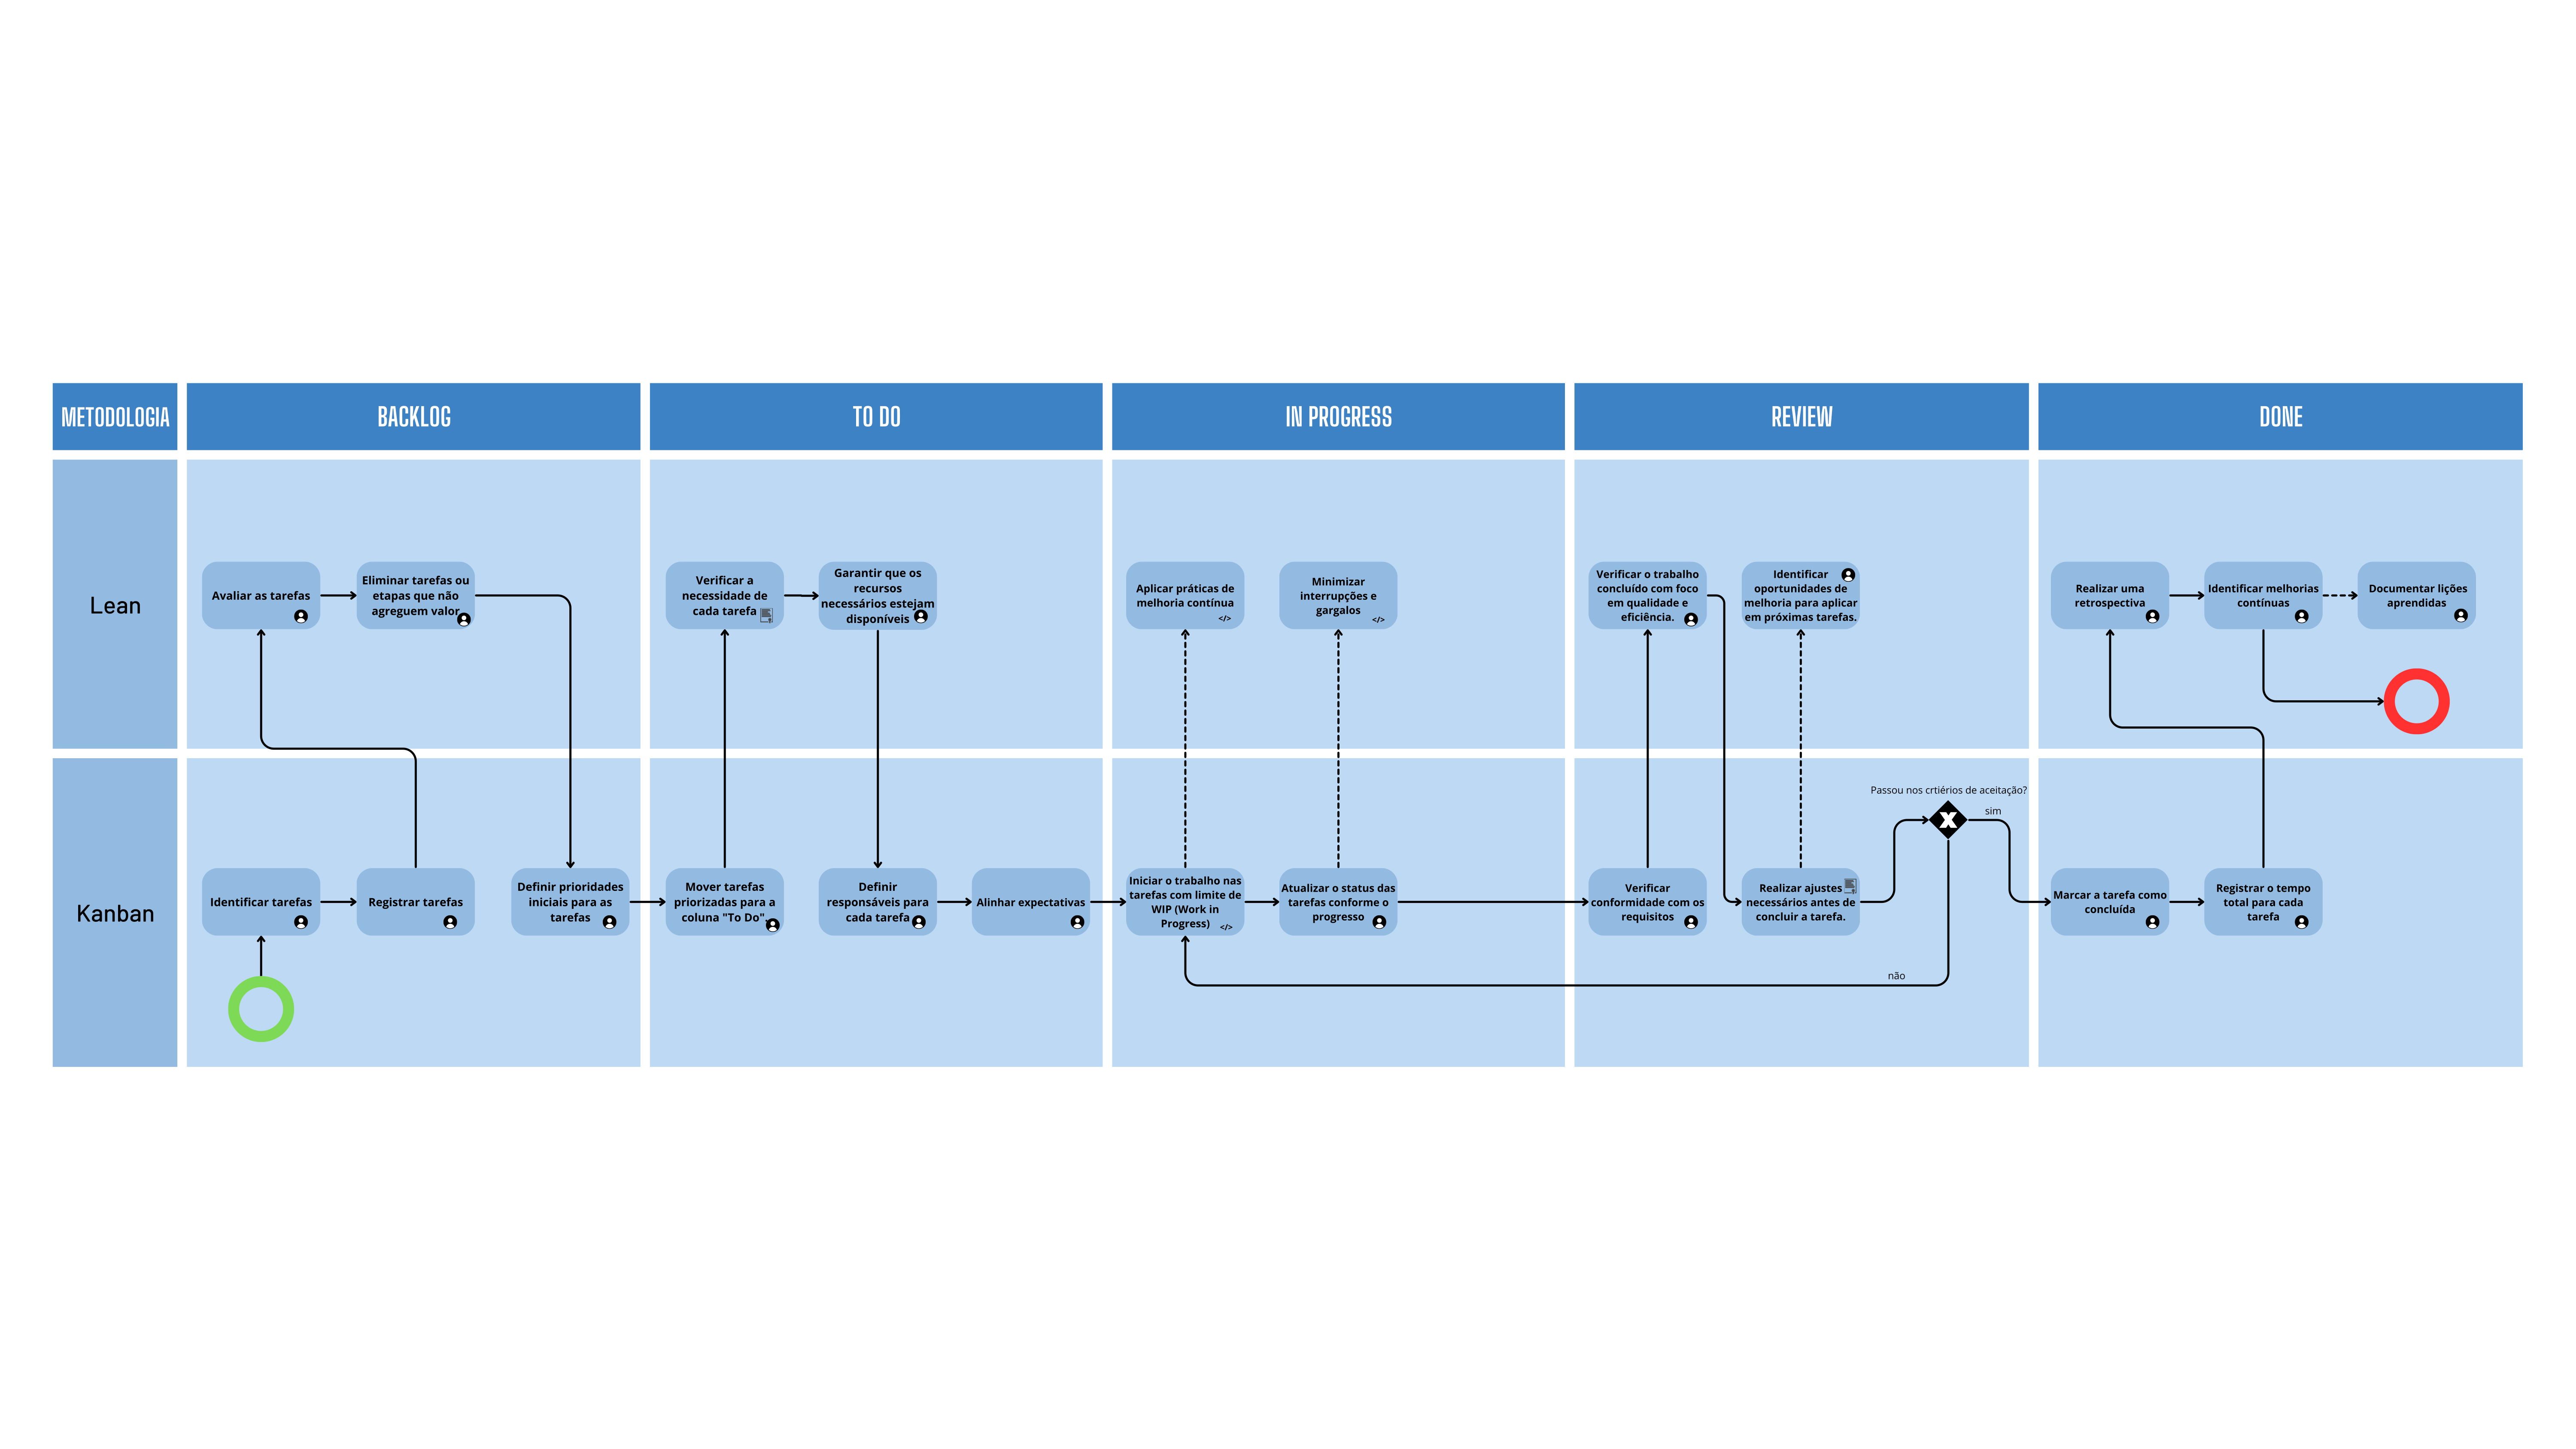 METODOLOGIA
BACKLOG
TO DO
IN PROGRESS
REVIEW
DONE
Lean
Avaliar as tarefas
Eliminar tarefas ou
etapas que não
agreguem valor
Verificar a
necessidade de
cada tarefa
Garantir que os
recursos
necessários estejam
disponíveis
Aplicar práticas de
melhoria contínua
</>
Minimizar
interrupções e
gargalos
</>
Verificar o trabalho
concluído com foco
em qualidade e
eficiência.
Identificar
oportunidades de
melhoria para aplicar
em próximas tarefas.
Realizar uma
retrospectiva
Identificar melhorias
contínuas
Documentar lições
aprendidas
Kanban
Identificar tarefas
Registrar tarefas
Definir prioridades
iniciais para as
tarefas
Mover tarefas
priorizadas para a
coluna "To Do".
Definir
responsáveis para
cada tarefa
Alinhar expectativas
Iniciar o trabalho nas
tarefas com limite de
WIP (Work in
Progress)
</>
Atualizar o status das
tarefas conforme o
progresso
Verificar
conformidade com os
requisitos
Realizar ajustes
necessários antes de
concluir a tarefa.
Passou nos crtiérios de aceitação?
X
sim
não
Marcar a tarefa como
concluída
Registrar o tempo
total para cada
tarefa